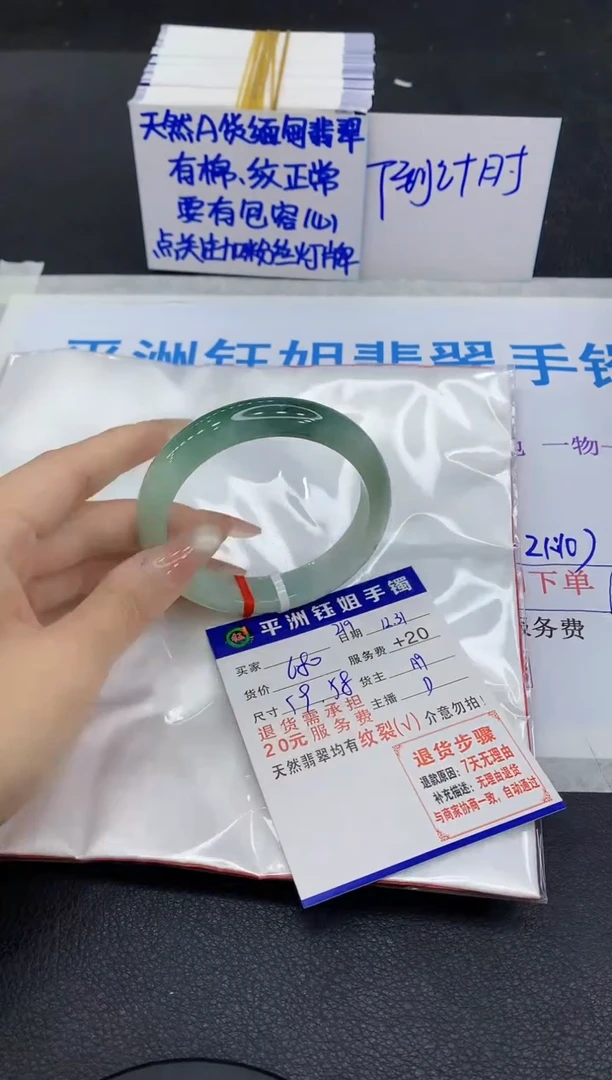 天然A货缅甸翡翠
有棉、纹正常
要有包容心
点关注加粉丝灯牌
下到计时
平洲钰姐翡翠手镯
一物一
下单
服务费
平洲钰姐手镯
买家 219 日期 12.31
货价 680 服务费 +20
尺寸 59.58 货主
主播
退货需承担
20元服务费
天然翡翠均有纹裂(√) 介意勿拍!
退货步骤
退款原因: 7天无理由
补充描述: 无理由退货
与商家协商一致, 自动通过